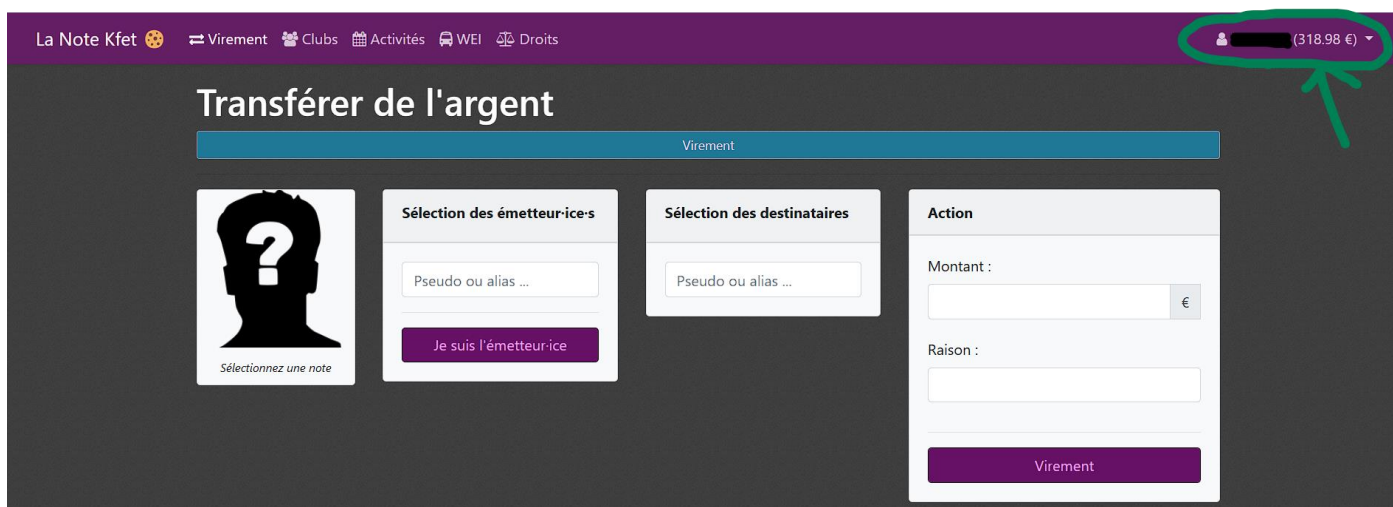 La Note Kfet Virement Clubs Activités WEI Droits (318.98 €)
Transférer de l'argent
Virement
Sélectionnez une note
Sélection des émetteur·ice·s
Pseudo ou alias ...
Je suis l'émetteur·ice
Sélection des destinataires
Pseudo ou alias ...
Action
Montant :
€
Raison :
Virement